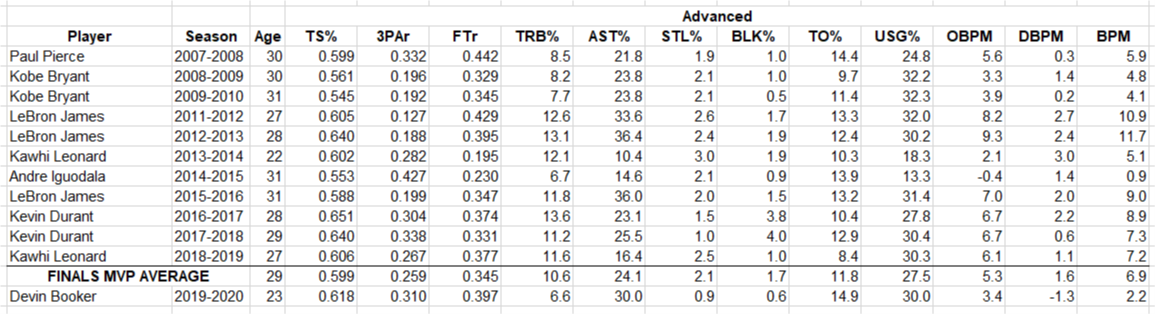 Advanced
Player Season Age TS% 3PAr FTr TRB% AST% STL% BLK% TO% USG% OBPM DBPM BPM
Paul Pierce 2007-2008 30 0.599 0.332 0.442 8.5 21.8 1.9 1.0 14.4 24.8 5.6 0.3 5.9
Kobe Bryant 2008-2009 30 0.561 0.196 0.329 8.2 23.8 2.1 1.0 9.7 32.2 3.3 1.4 4.8
Kobe Bryant 2009-2010 31 0.545 0.192 0.345 7.7 23.8 2.1 0.5 11.4 32.3 3.9 0.2 4.1
LeBron James 2011-2012 27 0.605 0.127 0.429 12.6 33.6 2.6 1.7 13.3 32.0 8.2 2.7 10.9
LeBron James 2012-2013 28 0.640 0.188 0.395 13.1 36.4 2.4 1.9 12.4 30.2 9.3 2.4 11.7
Kawhi Leonard 2013-2014 22 0.602 0.282 0.195 12.1 10.4 3.0 1.9 10.3 18.3 2.1 3.0 5.1
Andre Iguodala 2014-2015 31 0.553 0.427 0.230 6.7 14.6 2.1 0.9 13.9 13.3 -0.4 1.4 0.9
LeBron James 2015-2016 31 0.588 0.199 0.347 11.8 36.0 2.0 1.5 13.2 31.4 7.0 2.0 9.0
Kevin Durant 2016-2017 28 0.651 0.304 0.374 13.6 23.1 1.5 3.8 10.4 27.8 6.7 2.2 8.9
Kevin Durant 2017-2018 29 0.640 0.338 0.331 11.2 25.5 1.0 4.0 12.9 30.4 6.7 0.6 7.3
Kawhi Leonard 2018-2019 27 0.606 0.267 0.377 11.6 16.4 2.5 1.0 8.4 30.3 6.1 1.1 7.2
FINALS MVP AVERAGE 29 0.599 0.259 0.345 10.6 24.1 2.1 1.7 11.8 27.5 5.3 1.6 6.9
Devin Booker 2019-2020 23 0.618 0.310 0.397 6.6 30.0 0.9 0.6 14.9 30.0 3.4 -1.3 2.2